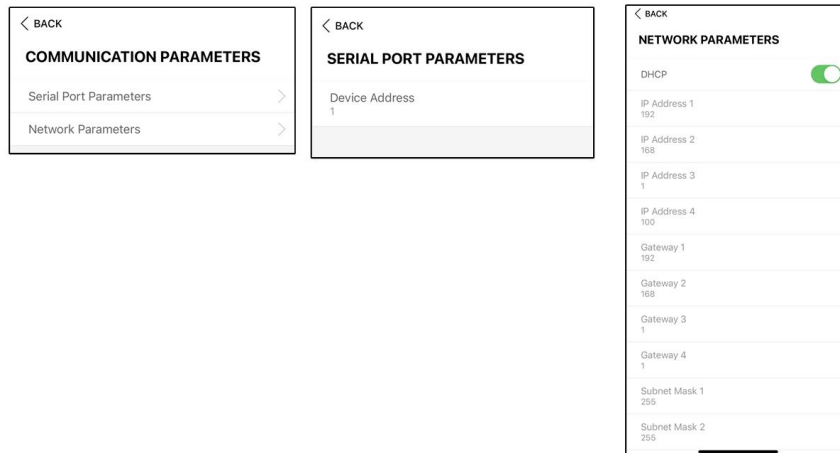 BACK
COMMUNICATION PARAMETERS
Serial Port Parameters
Network Parameters
BACK
SERIAL PORT PARAMETERS
Device Address
1
BACK
NETWORK PARAMETERS
DHCP
IP Address 1
192
IP Address 2
168
IP Address 3
1
IP Address 4
100
Gateway 1
192
Gateway 2
168
Gateway 3
1
Gateway 4
1
Subnet Mask 1
255
Subnet Mask 2
255